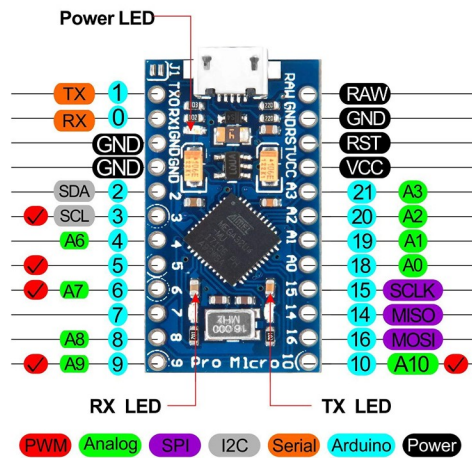 Power LED
J1
TX 1 TXO RAW RAW
RX 0 RX1 GND GND
GND GND RST RST
GND GND VCC VCC
SDA 2 2 A3 21 A3
SCL 3 3 A2 20 A2
A6 4 4 A1 19 A1
5 5 A0 18 A0
A7 6 6 15 15 SCLK
7 7 14 14 MISO
A8 8 8 16 16 MOSI
A9 9 9 Pro Micro 10 10 A10
16.000
MHz
RX LED TX LED
PWM Analog SPI I2C Serial Arduino Power